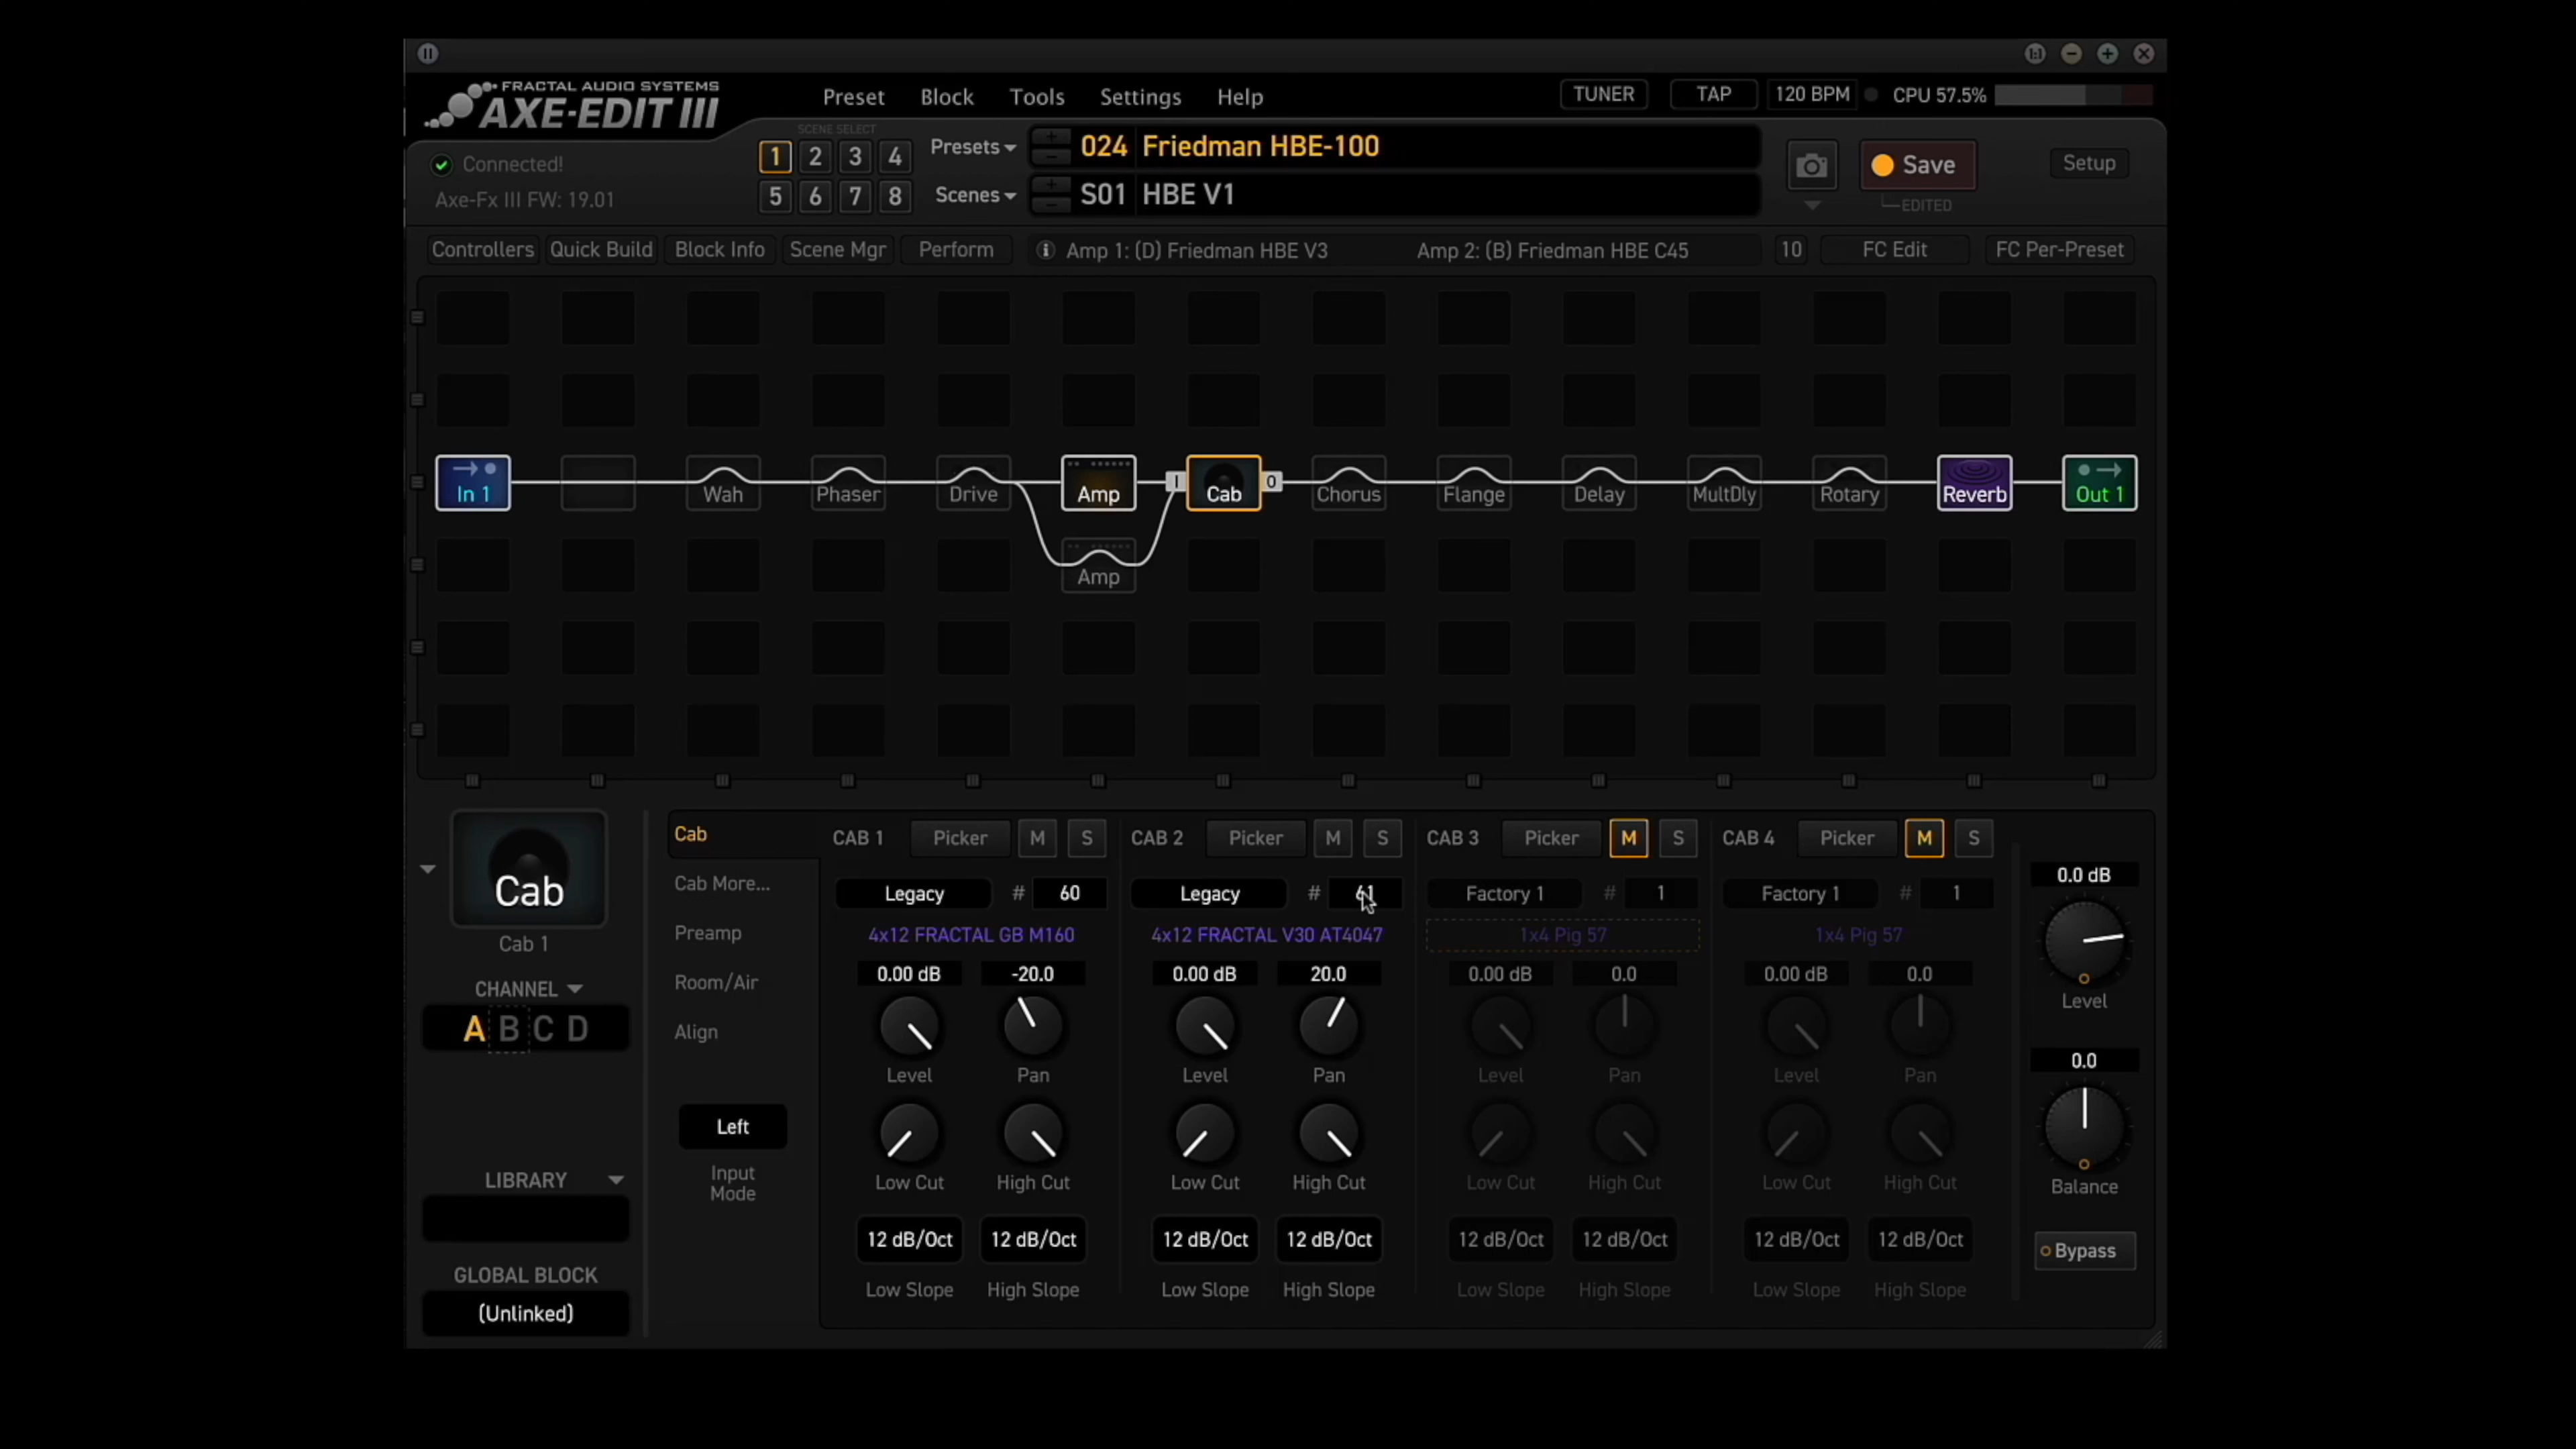 FRACTAL AUDIO SYSTEMS
AXE-EDIT III
Preset Block Tools Settings Help
TUNER TAP 120 BPM CPU 57.5%
Connected!
Axe-Fx III FW: 19.01
SCENE SELECT
1 2 3 4
5 6 7 8
Presets 024 Friedman HBE-100
Scenes S01 HBE V1
Save
EDITED
Setup
Controllers Quick Build Block Info Scene Mgr Perform Amp 1: (D) Friedman HBE V3 Amp 2: (B) Friedman HBE C45 10 FC Edit FC Per-Preset
In 1 Wah Phaser Drive Amp I Cab O Chorus Flange Delay MultDly Rotary Reverb Out 1
Amp
Cab
Cab 1
CHANNEL
A B C D
LIBRARY
GLOBAL BLOCK
(Unlinked)
Cab
Cab More...
Preamp
Room/Air
Align
Left
Input
Mode
CAB 1 Picker M S
Legacy # 60
4x12 FRACTAL GB M160
0.00 dB -20.0
Level Pan
Low Cut High Cut
12 dB/Oct 12 dB/Oct
Low Slope High Slope
CAB 2 Picker M S
Legacy # 61
4x12 FRACTAL V30 AT4047
0.00 dB 20.0
Level Pan
Low Cut High Cut
12 dB/Oct 12 dB/Oct
Low Slope High Slope
CAB 3 Picker M S
Factory 1 # 1
1x4 Pig 57
0.00 dB 0.0
Level Pan
Low Cut High Cut
12 dB/Oct 12 dB/Oct
Low Slope High Slope
CAB 4 Picker M S
Factory 1 # 1
1x4 Pig 57
0.00 dB 0.0
Level Pan
Low Cut High Cut
12 dB/Oct 12 dB/Oct
Low Slope High Slope
0.0 dB
Level
0.0
Balance
Bypass